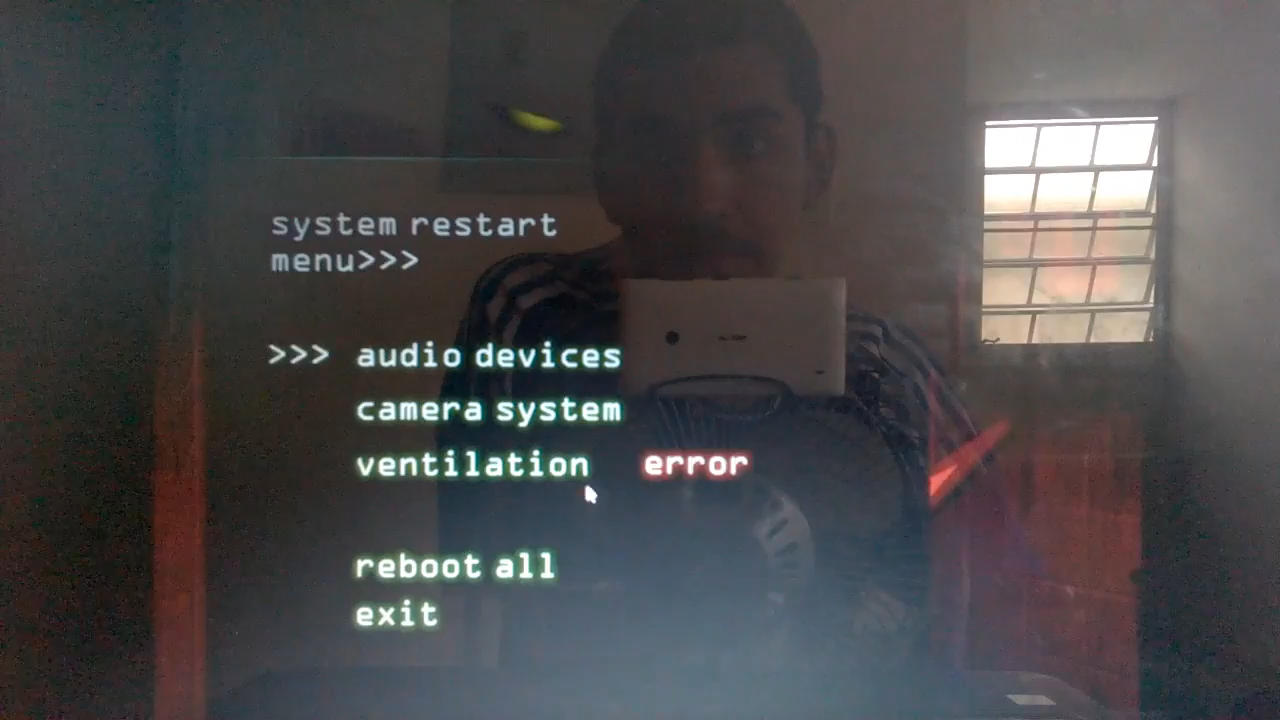 system restart
menu>>>
>>> audio devices
camera system
ventilation error
reboot all
exit